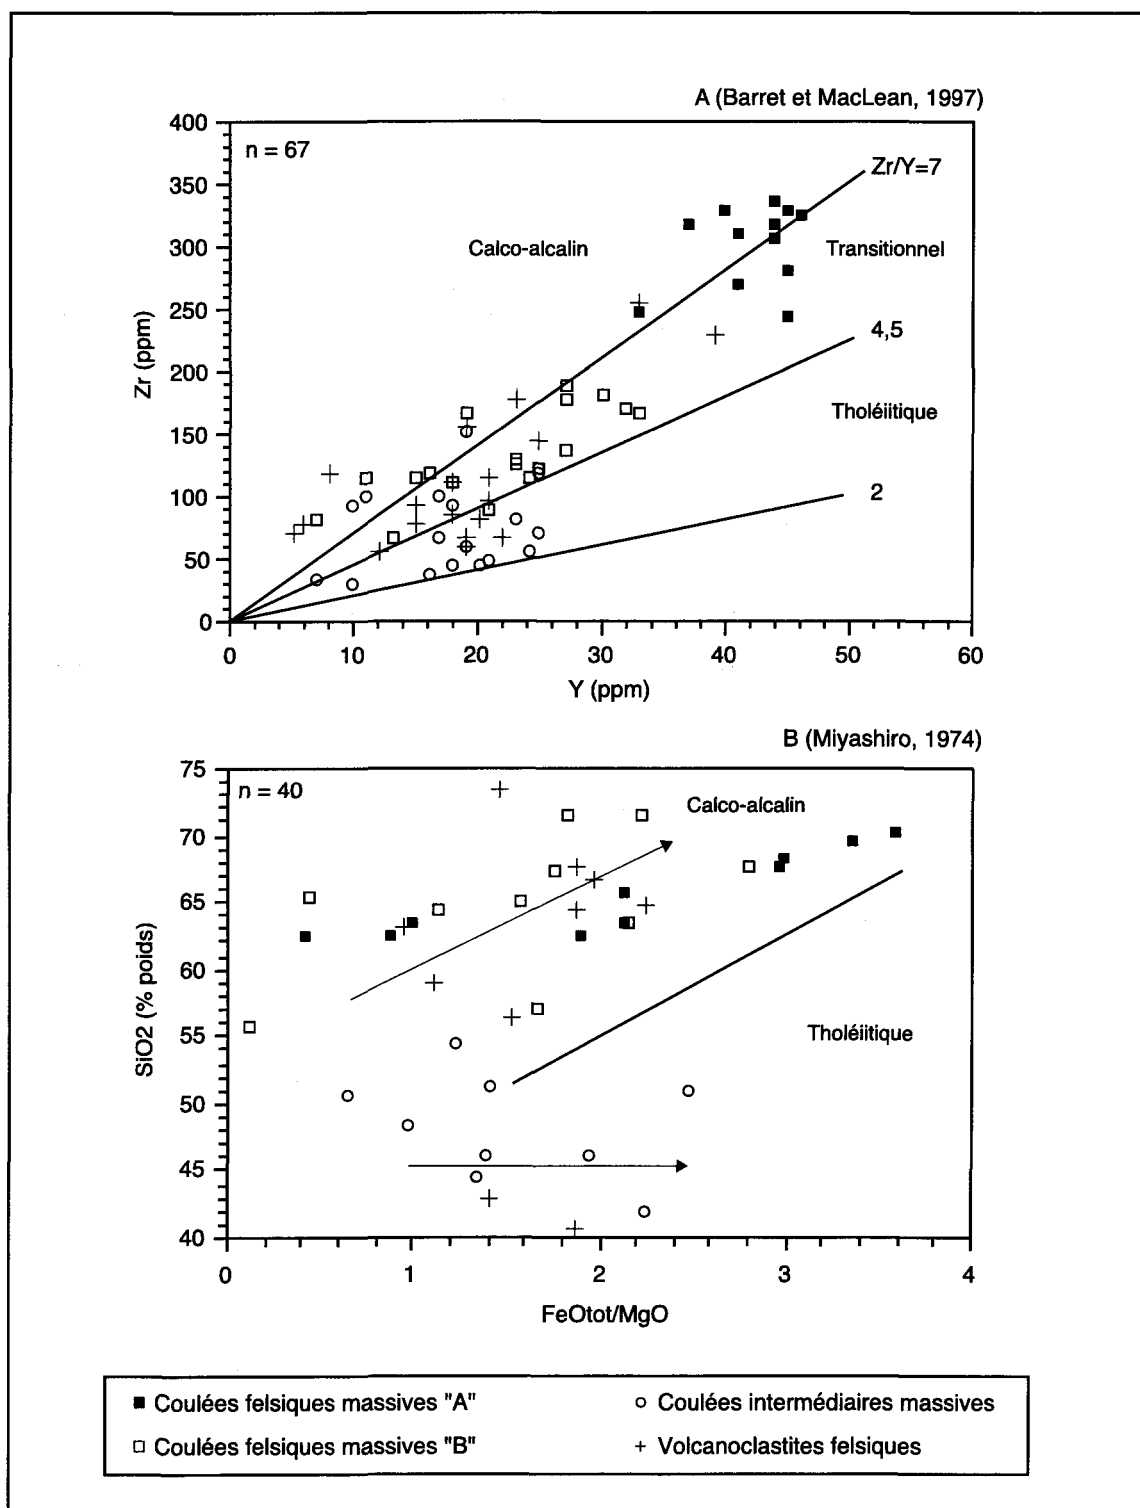 A (Barret et MacLean, 1997)
400
350
300
250
200
150
100
50
0
Zr (ppm)
n = 67
Zr/Y=7
Calco-alcalin
Transitionnel
4,5
Tholéiitique
2
0 10 20 30 40 50 60
Y (ppm)
B (Miyashiro, 1974)
75
70
65
60
55
50
45
40
SiO2 (% poids)
n = 40
Calco-alcalin
Tholéiitique
0 1 2 3 4
FeOtot/MgO
Coulées felsiques massives "A"
Coulées intermédiaires massives
Coulées felsiques massives "B"
Volcanoclastites felsiques